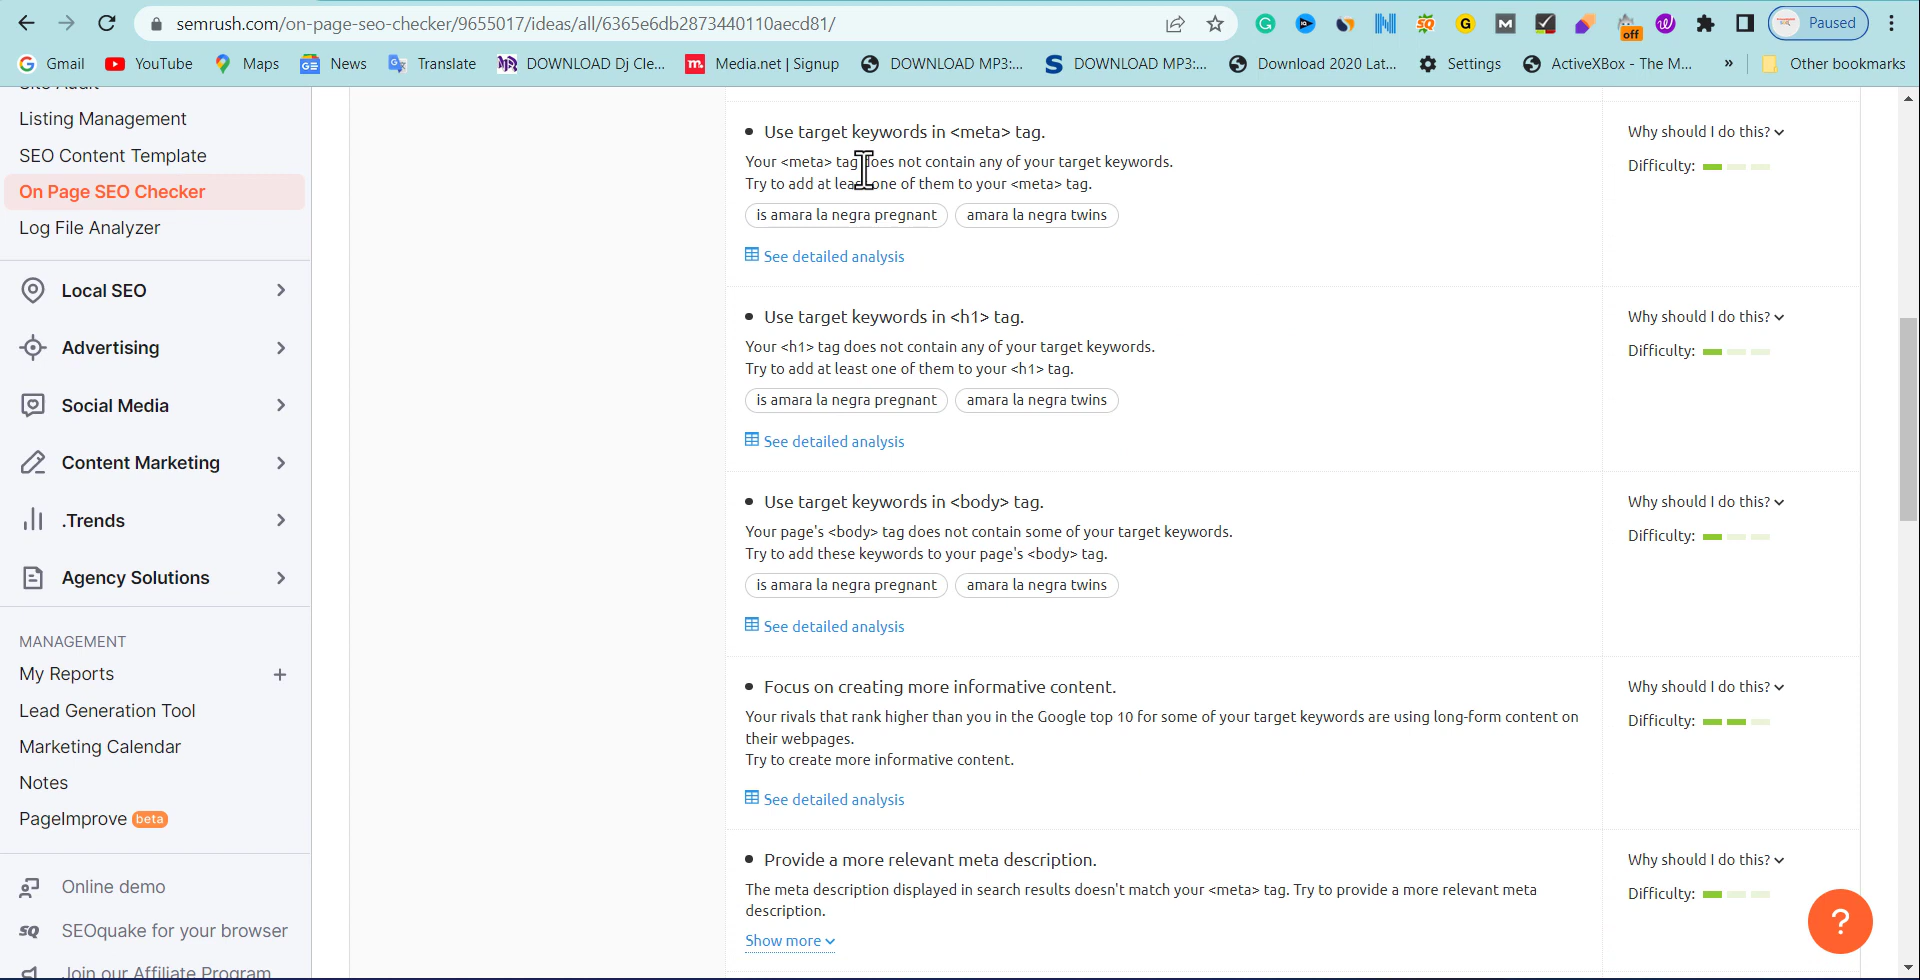 semrush.com/on-page-seo-checker/9655017/ideas/all/6365e6db2873440110aecd81/
off
Paused
Gmail
YouTube
Maps
News
Translate
DOWNLOAD Dj Cle...
Media.net | Signup
DOWNLOAD MP3:...
DOWNLOAD MP3:...
Download 2020 Lat...
Settings
ActiveXBox - The M...
»
Other bookmarks
Site Audit
Listing Management
SEO Content Template
On Page SEO Checker
Log File Analyzer
Local SEO
Advertising
Social Media
Content Marketing
.Trends
Agency Solutions
MANAGEMENT
My Reports
Lead Generation Tool
Marketing Calendar
Notes
PageImprove beta
Online demo
SEOquake for your browser
Join our Affiliate Program
Use target keywords in <meta> tag.
Your <meta> tag does not contain any of your target keywords.
Try to add at least one of them to your <meta> tag.
is amara la negra pregnant
amara la negra twins
See detailed analysis
Why should I do this?
Difficulty:
Use target keywords in <h1> tag.
Your <h1> tag does not contain any of your target keywords.
Try to add at least one of them to your <h1> tag.
is amara la negra pregnant
amara la negra twins
See detailed analysis
Why should I do this?
Difficulty:
Use target keywords in <body> tag.
Your page's <body> tag does not contain some of your target keywords.
Try to add these keywords to your page's <body> tag.
is amara la negra pregnant
amara la negra twins
See detailed analysis
Why should I do this?
Difficulty:
Focus on creating more informative content.
Your rivals that rank higher than you in the Google top 10 for some of your target keywords are using long-form content on
their webpages.
Try to create more informative content.
See detailed analysis
Why should I do this?
Difficulty:
Provide a more relevant meta description.
The meta description displayed in search results doesn't match your <meta> tag. Try to provide a more relevant meta
description.
Show more
Why should I do this?
Difficulty:
?